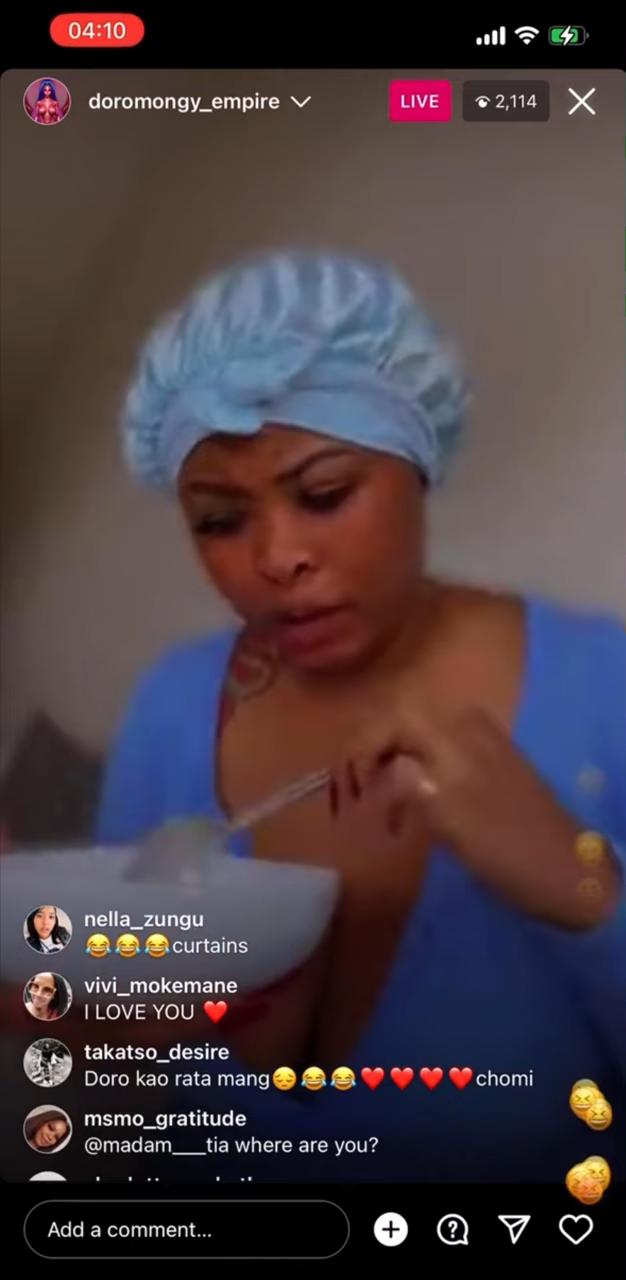 04:10
doromongy_empire
LIVE
2,114
nella_zungu
😂😂😂curtains
vivi_mokemane
I LOVE YOU ❤️
takatso_desire
Doro kao rata mang😔😂😂❤️❤️❤️❤️chomi
msmo_gratitude
@madam___tia where are you?
Add a comment...